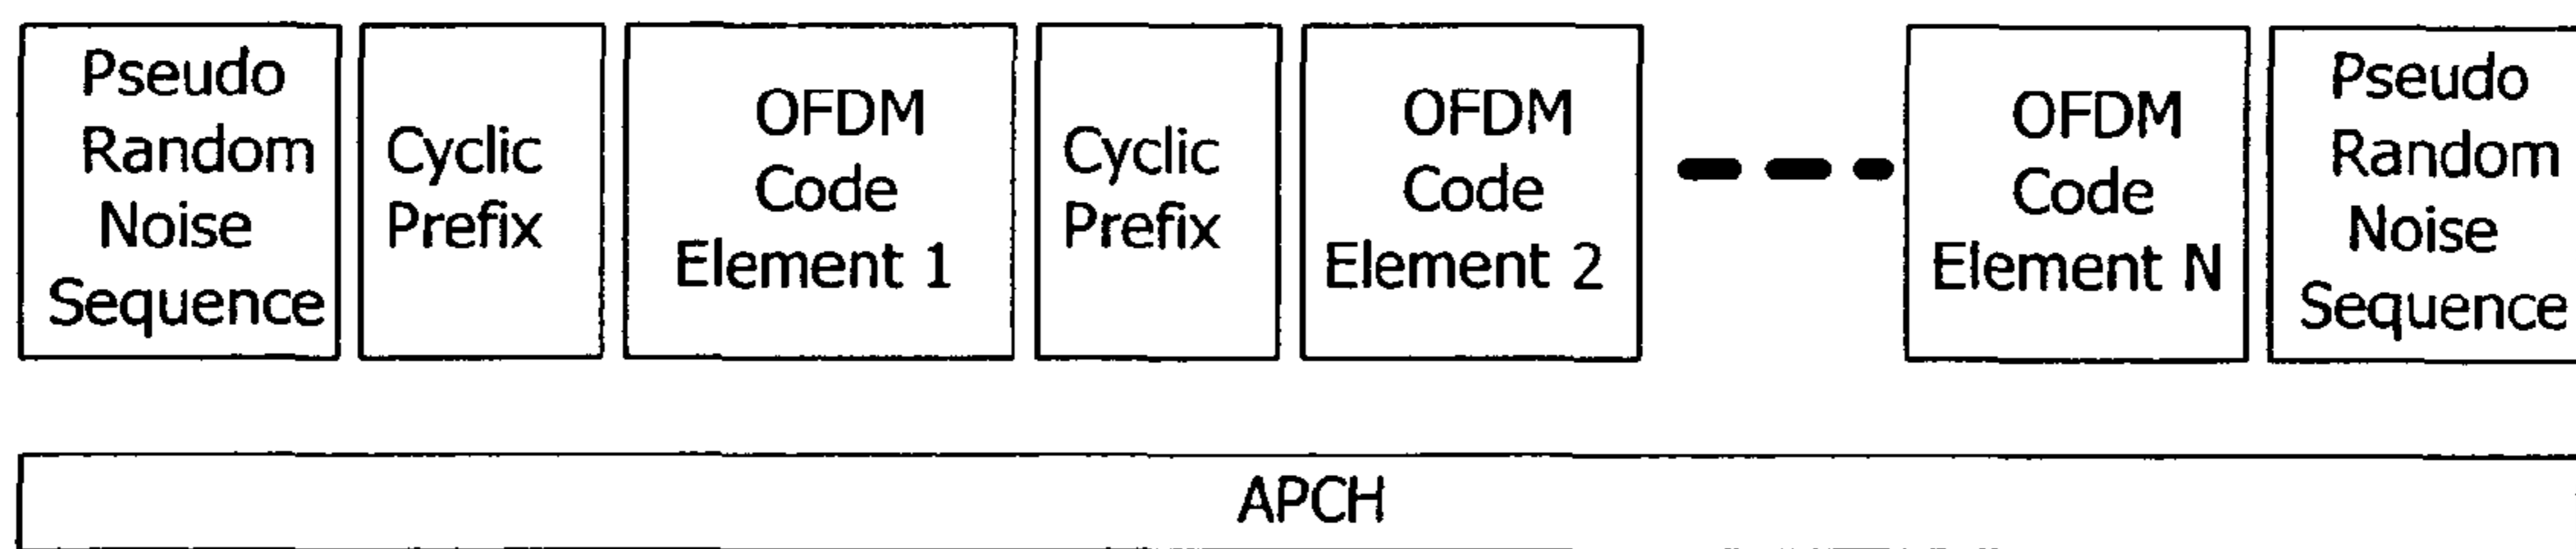 Pseudo
Random
Noise
Sequence
Cyclic
Prefix
OFDM
Code
Element 1
Cyclic
Prefix
OFDM
Code
Element 2
OFDM
Code
Element N
Pseudo
Random
Noise
Sequence
APCH